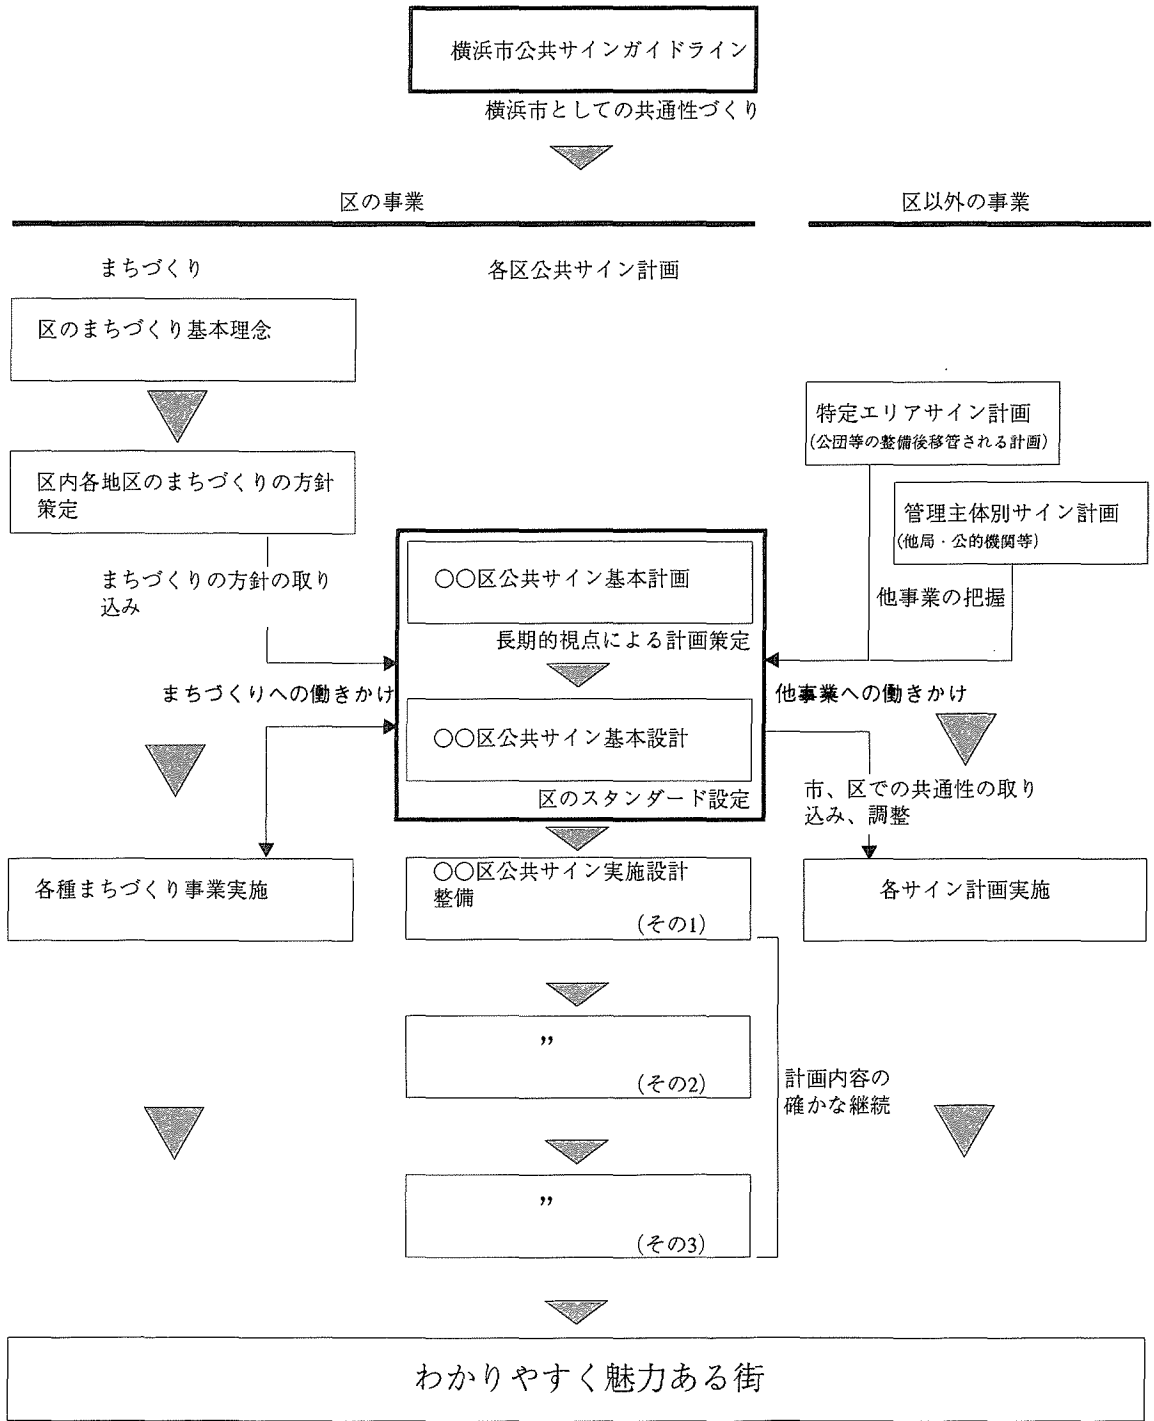 横浜市公共サインガイドライン
横浜市としての共通性づくり
区の事業
区以外の事業
まちづくり
各区公共サイン計画
区のまちづくり基本理念
特定エリアサイン計画
(公団等の整備後移管される計画)
区内各地区のまちづくりの方針
策定
管理主体別サイン計画
(他局・公的機関等)
まちづくりの方針の取り
込み
○○区公共サイン基本計画
他事業の把握
長期的視点による計画策定
まちづくりへの働きかけ
他事業への働きかけ
○○区公共サイン基本設計
市、区での共通性の取り
込み、調整
区のスタンダード設定
各種まちづくり事業実施
○○区公共サイン実施設計
整備
(その1)
各サイン計画実施
”
(その2)
計画内容の
確かな継続
”
(その3)
わかりやすく魅力ある街